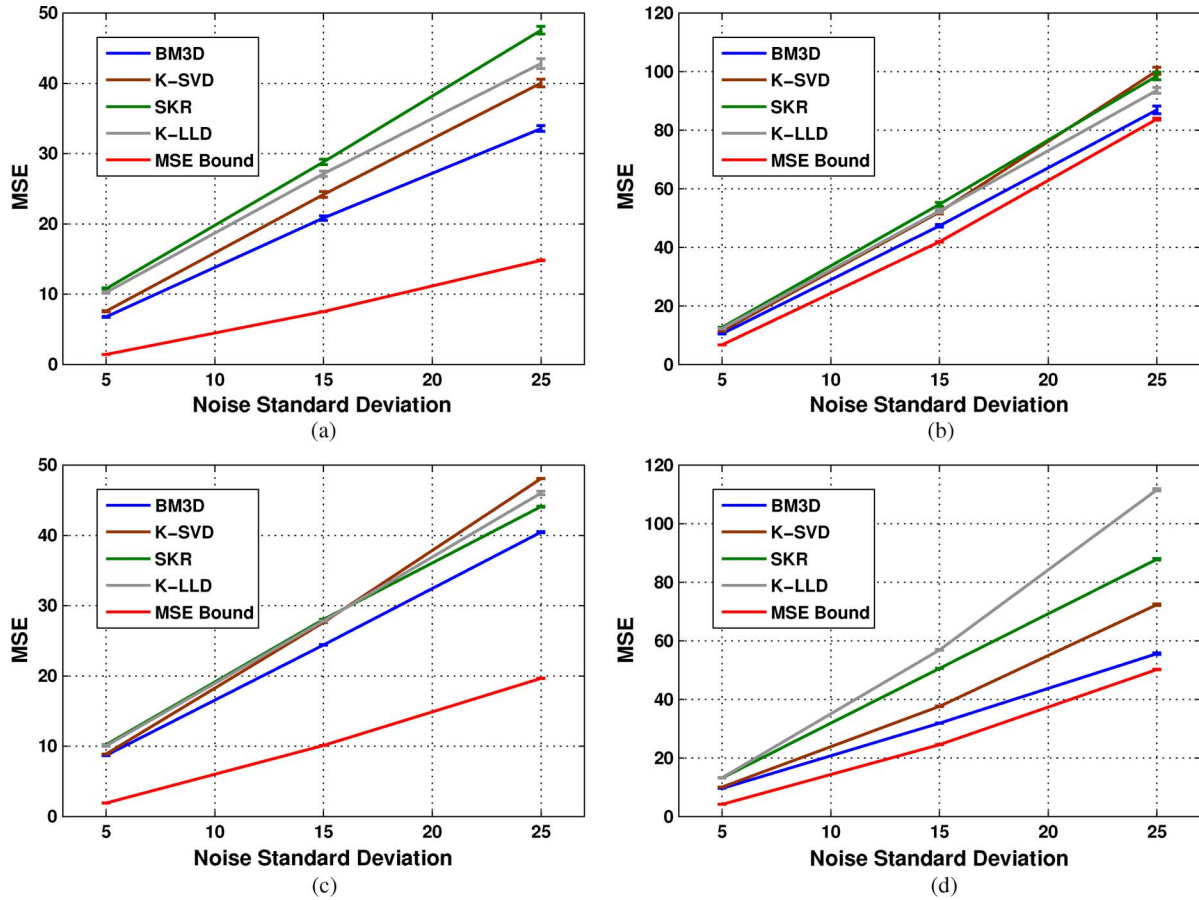 50
40
30
20
10
0
MSE
BM3D
K-SVD
SKR
K-LLD
MSE Bound
5 10 15 20 25
Noise Standard Deviation
(a)
120
100
80
60
40
20
0
MSE
BM3D
K-SVD
SKR
K-LLD
MSE Bound
5 10 15 20 25
Noise Standard Deviation
(b)
50
40
30
20
10
0
MSE
BM3D
K-SVD
SKR
K-LLD
MSE Bound
5 10 15 20 25
Noise Standard Deviation
(c)
120
100
80
60
40
20
0
MSE
BM3D
K-SVD
SKR
K-LLD
MSE Bound
5 10 15 20 25
Noise Standard Deviation
(d)